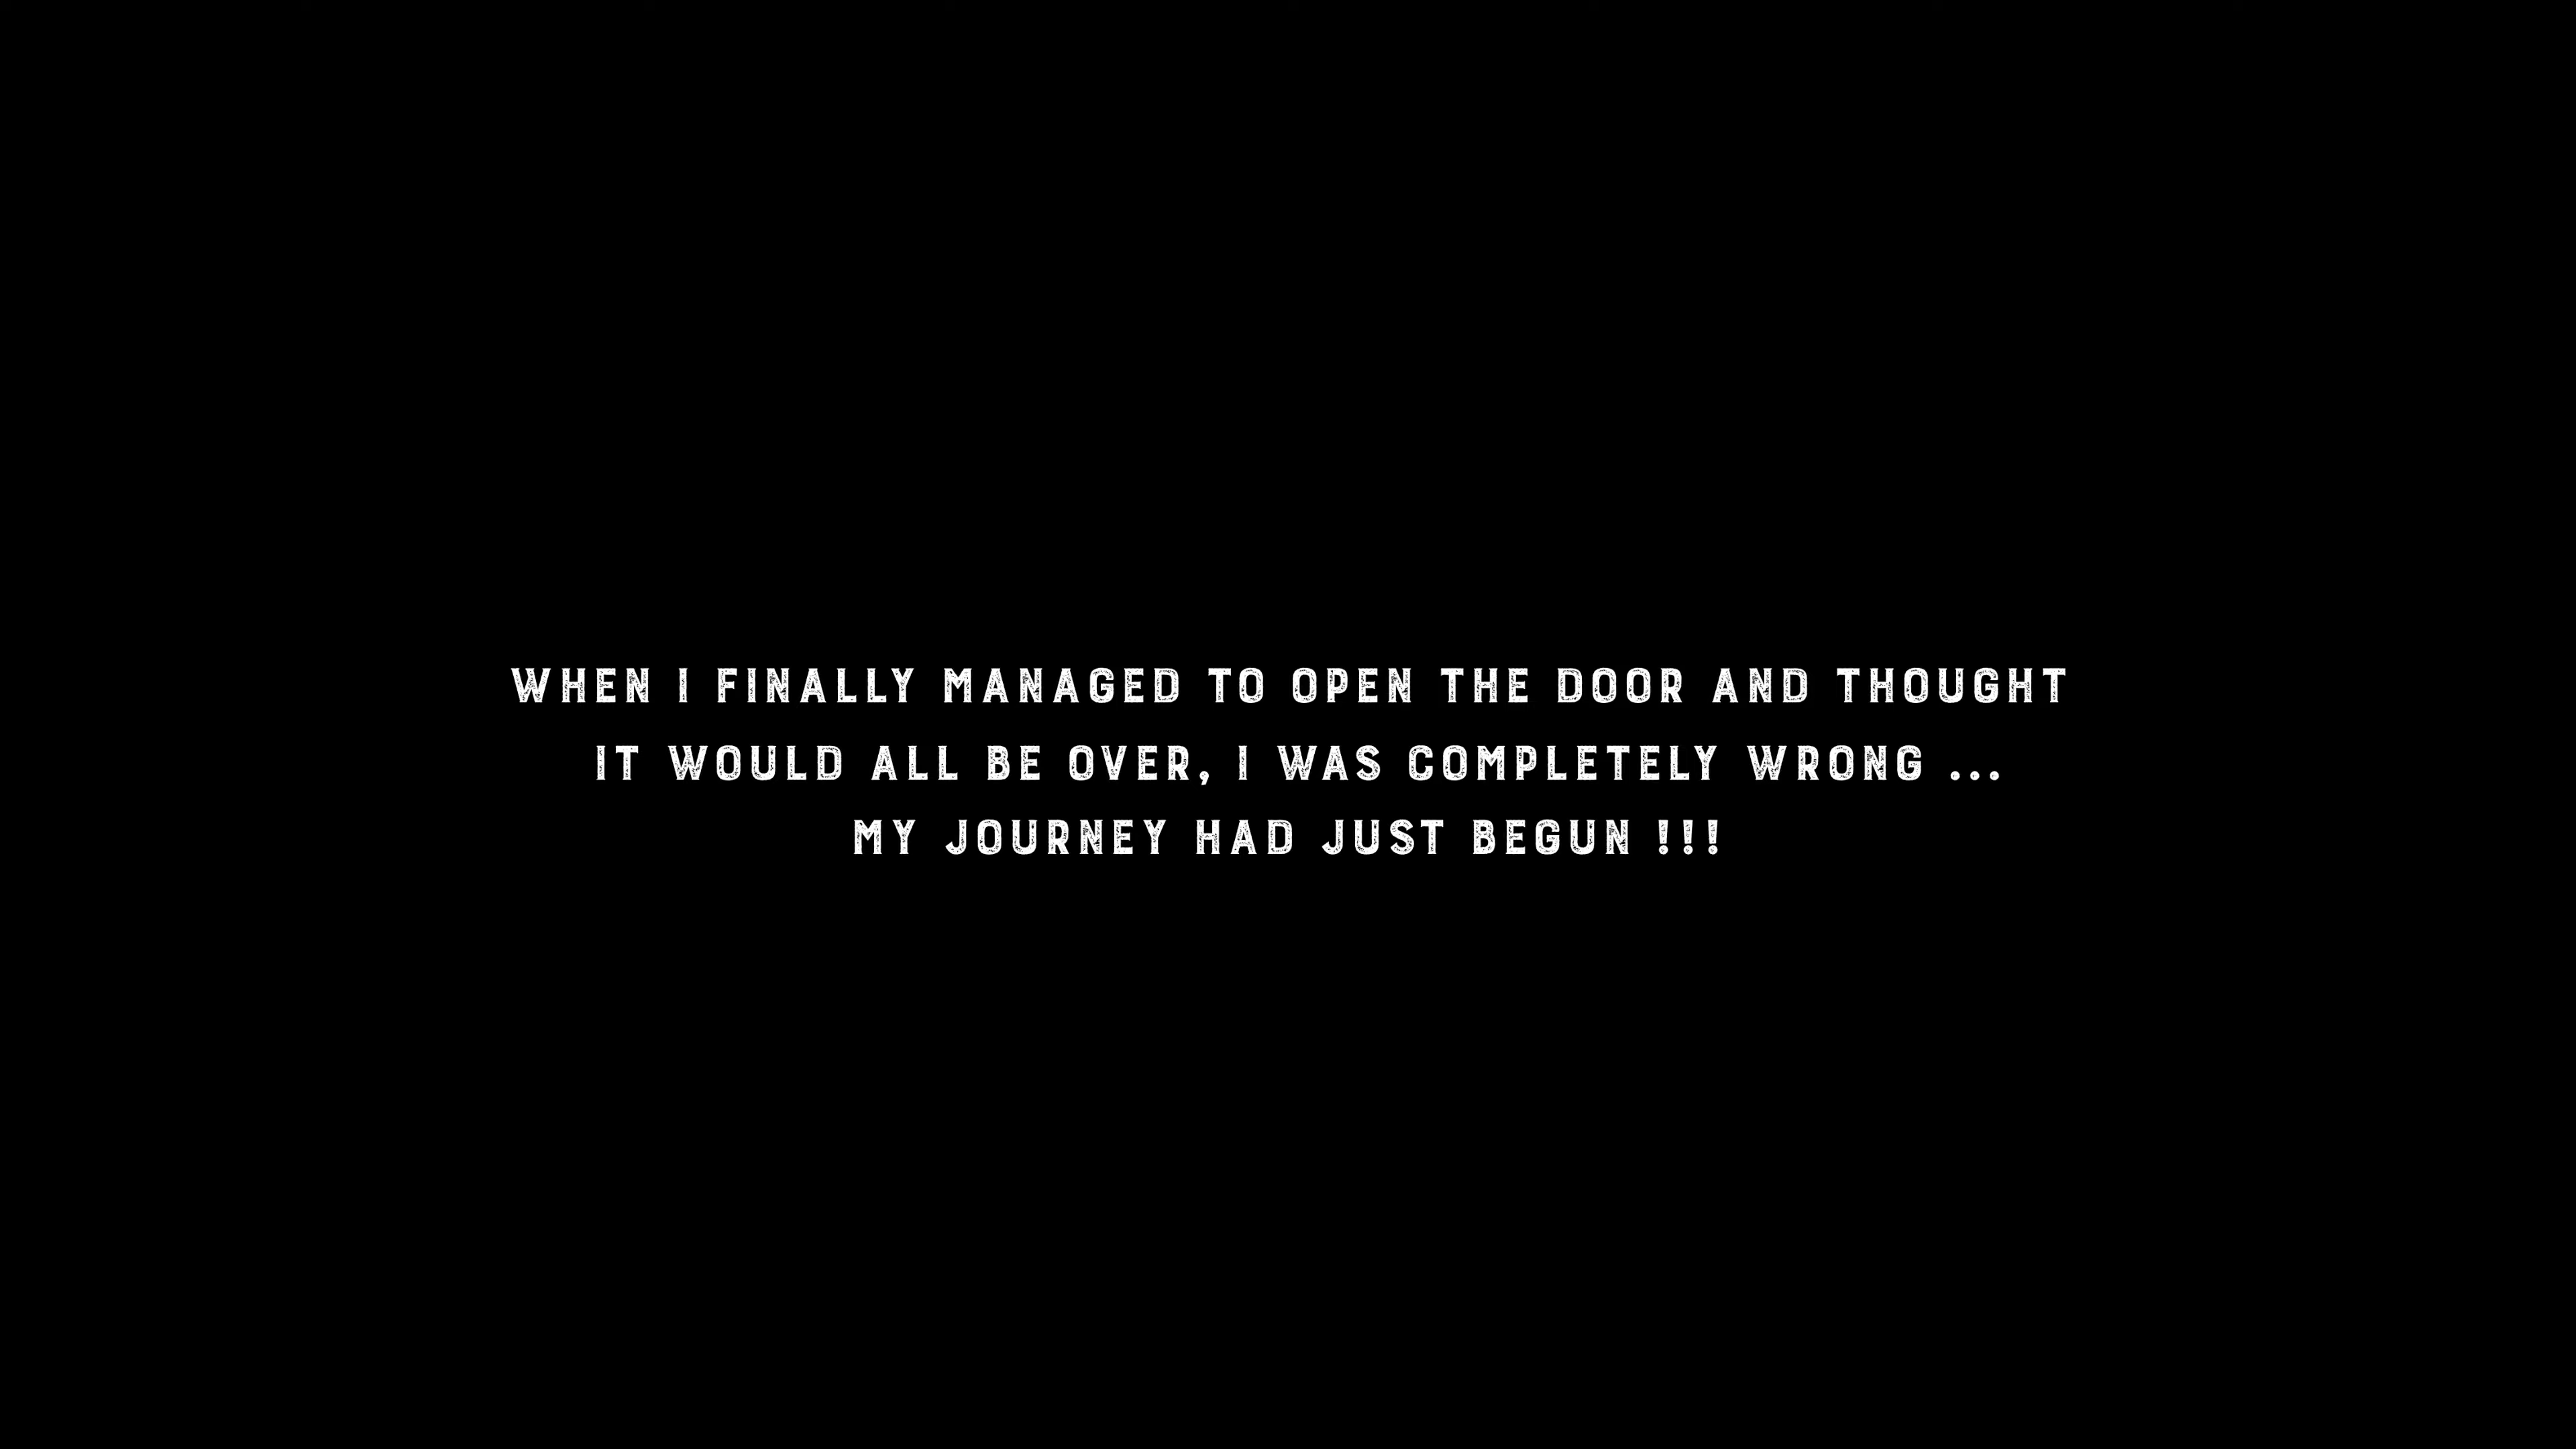 WHEN I FINALLY MANAGED TO OPEN THE DOOR AND THOUGHT
IT WOULD ALL BE OVER, I WAS COMPLETELY WRONG ...
MY JOURNEY HAD JUST BEGUN !!!